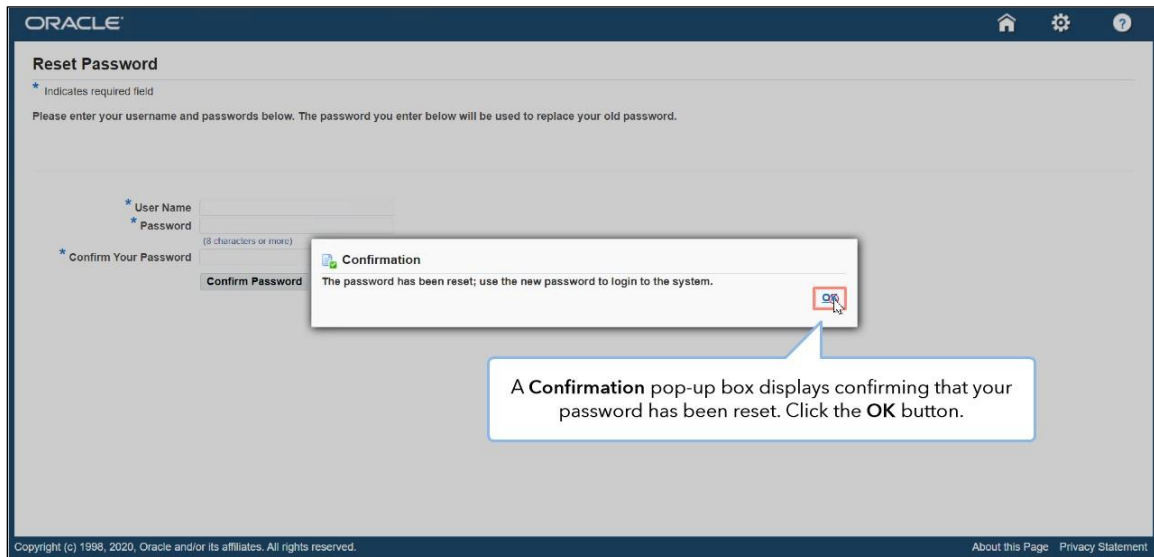 ORACLE
Reset Password
* Indicates required field
Please enter your username and passwords below. The password you enter below will be used to replace your old password.
* User Name
* Password
(8 characters or more)
* Confirm Your Password
Confirm Password
Confirmation
The password has been reset; use the new password to login to the system.
OK
A Confirmation pop-up box displays confirming that your
password has been reset. Click the OK button.
Copyright (c) 1998, 2020, Oracle and/or its affiliates. All rights reserved.
About this Page Privacy Statement